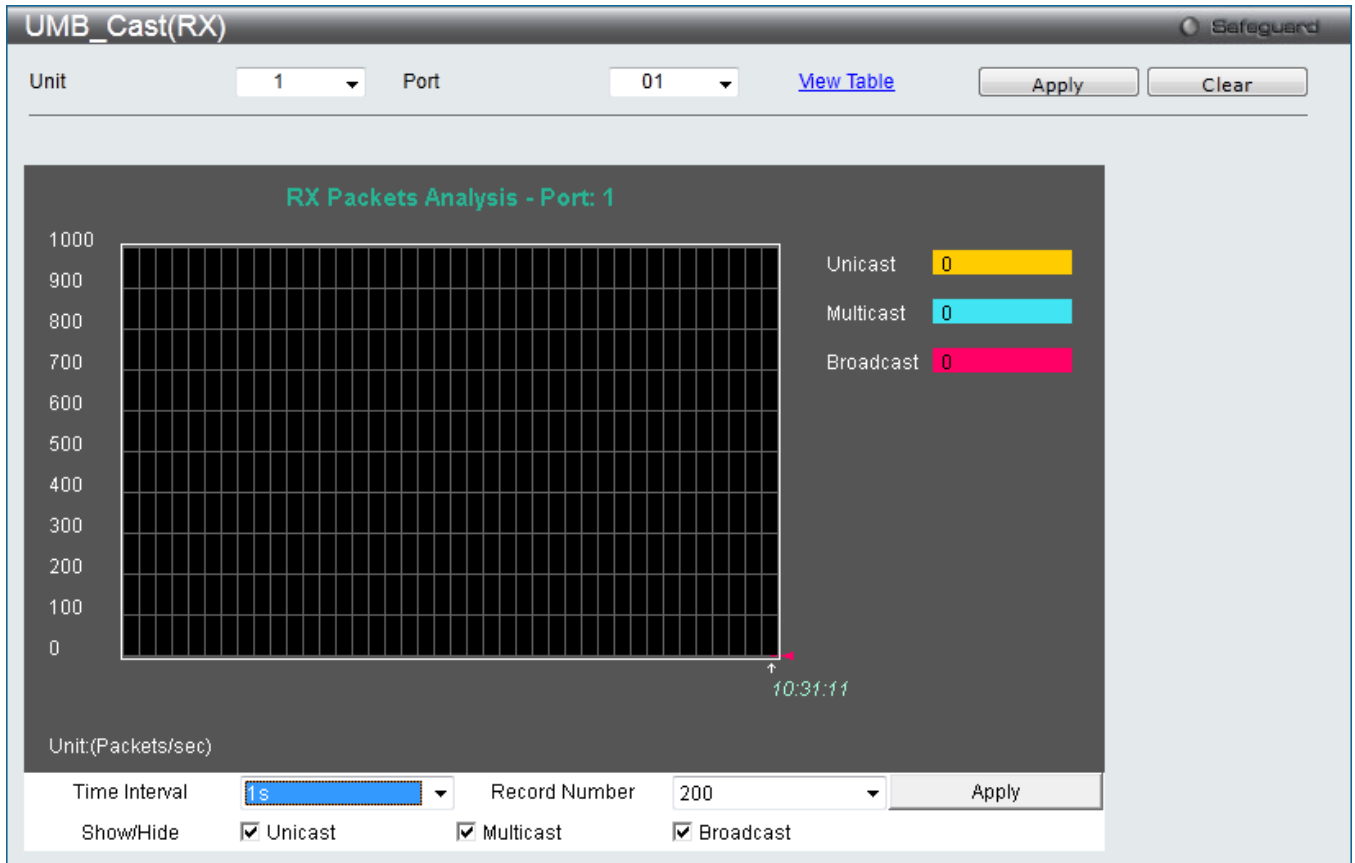 UMB_Cast(RX)
Safeguard
Unit 1 Port 01 View Table Apply Clear
RX Packets Analysis - Port: 1
1000
900
800
700
600
500
400
300
200
100
0
Unicast 0
Multicast 0
Broadcast 0
10:31:11
Unit:(Packets/sec)
Time Interval 1s Record Number 200 Apply
Show/Hide Unicast Multicast Broadcast